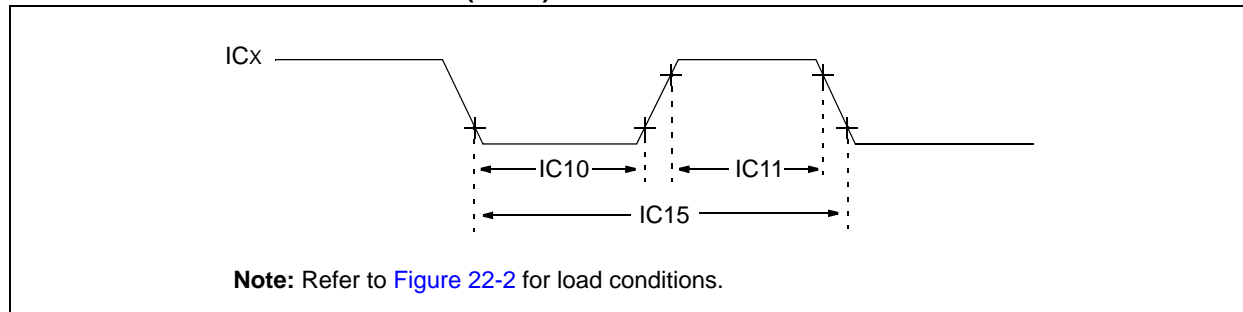 ICx
IC10
IC11
IC15
Note: Refer to Figure 22-2 for load conditions.